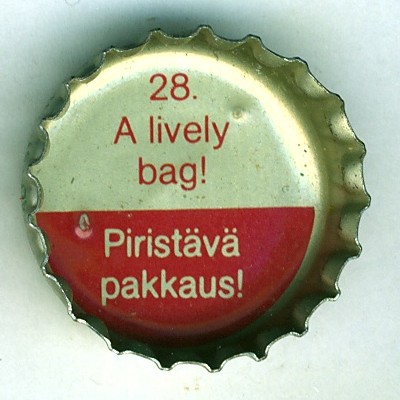 28.
A lively
bag!
Piristävä
pakkaus!